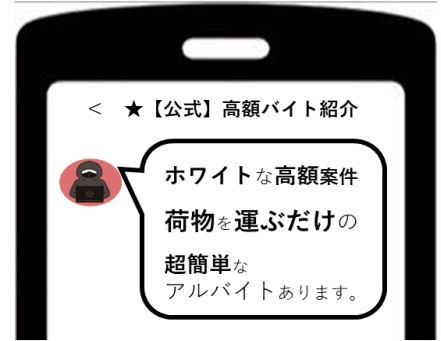 < ★【公式】高額バイト紹介
ホワイトな高額案件
荷物を運ぶだけの
超簡単な
アルバイトあります。